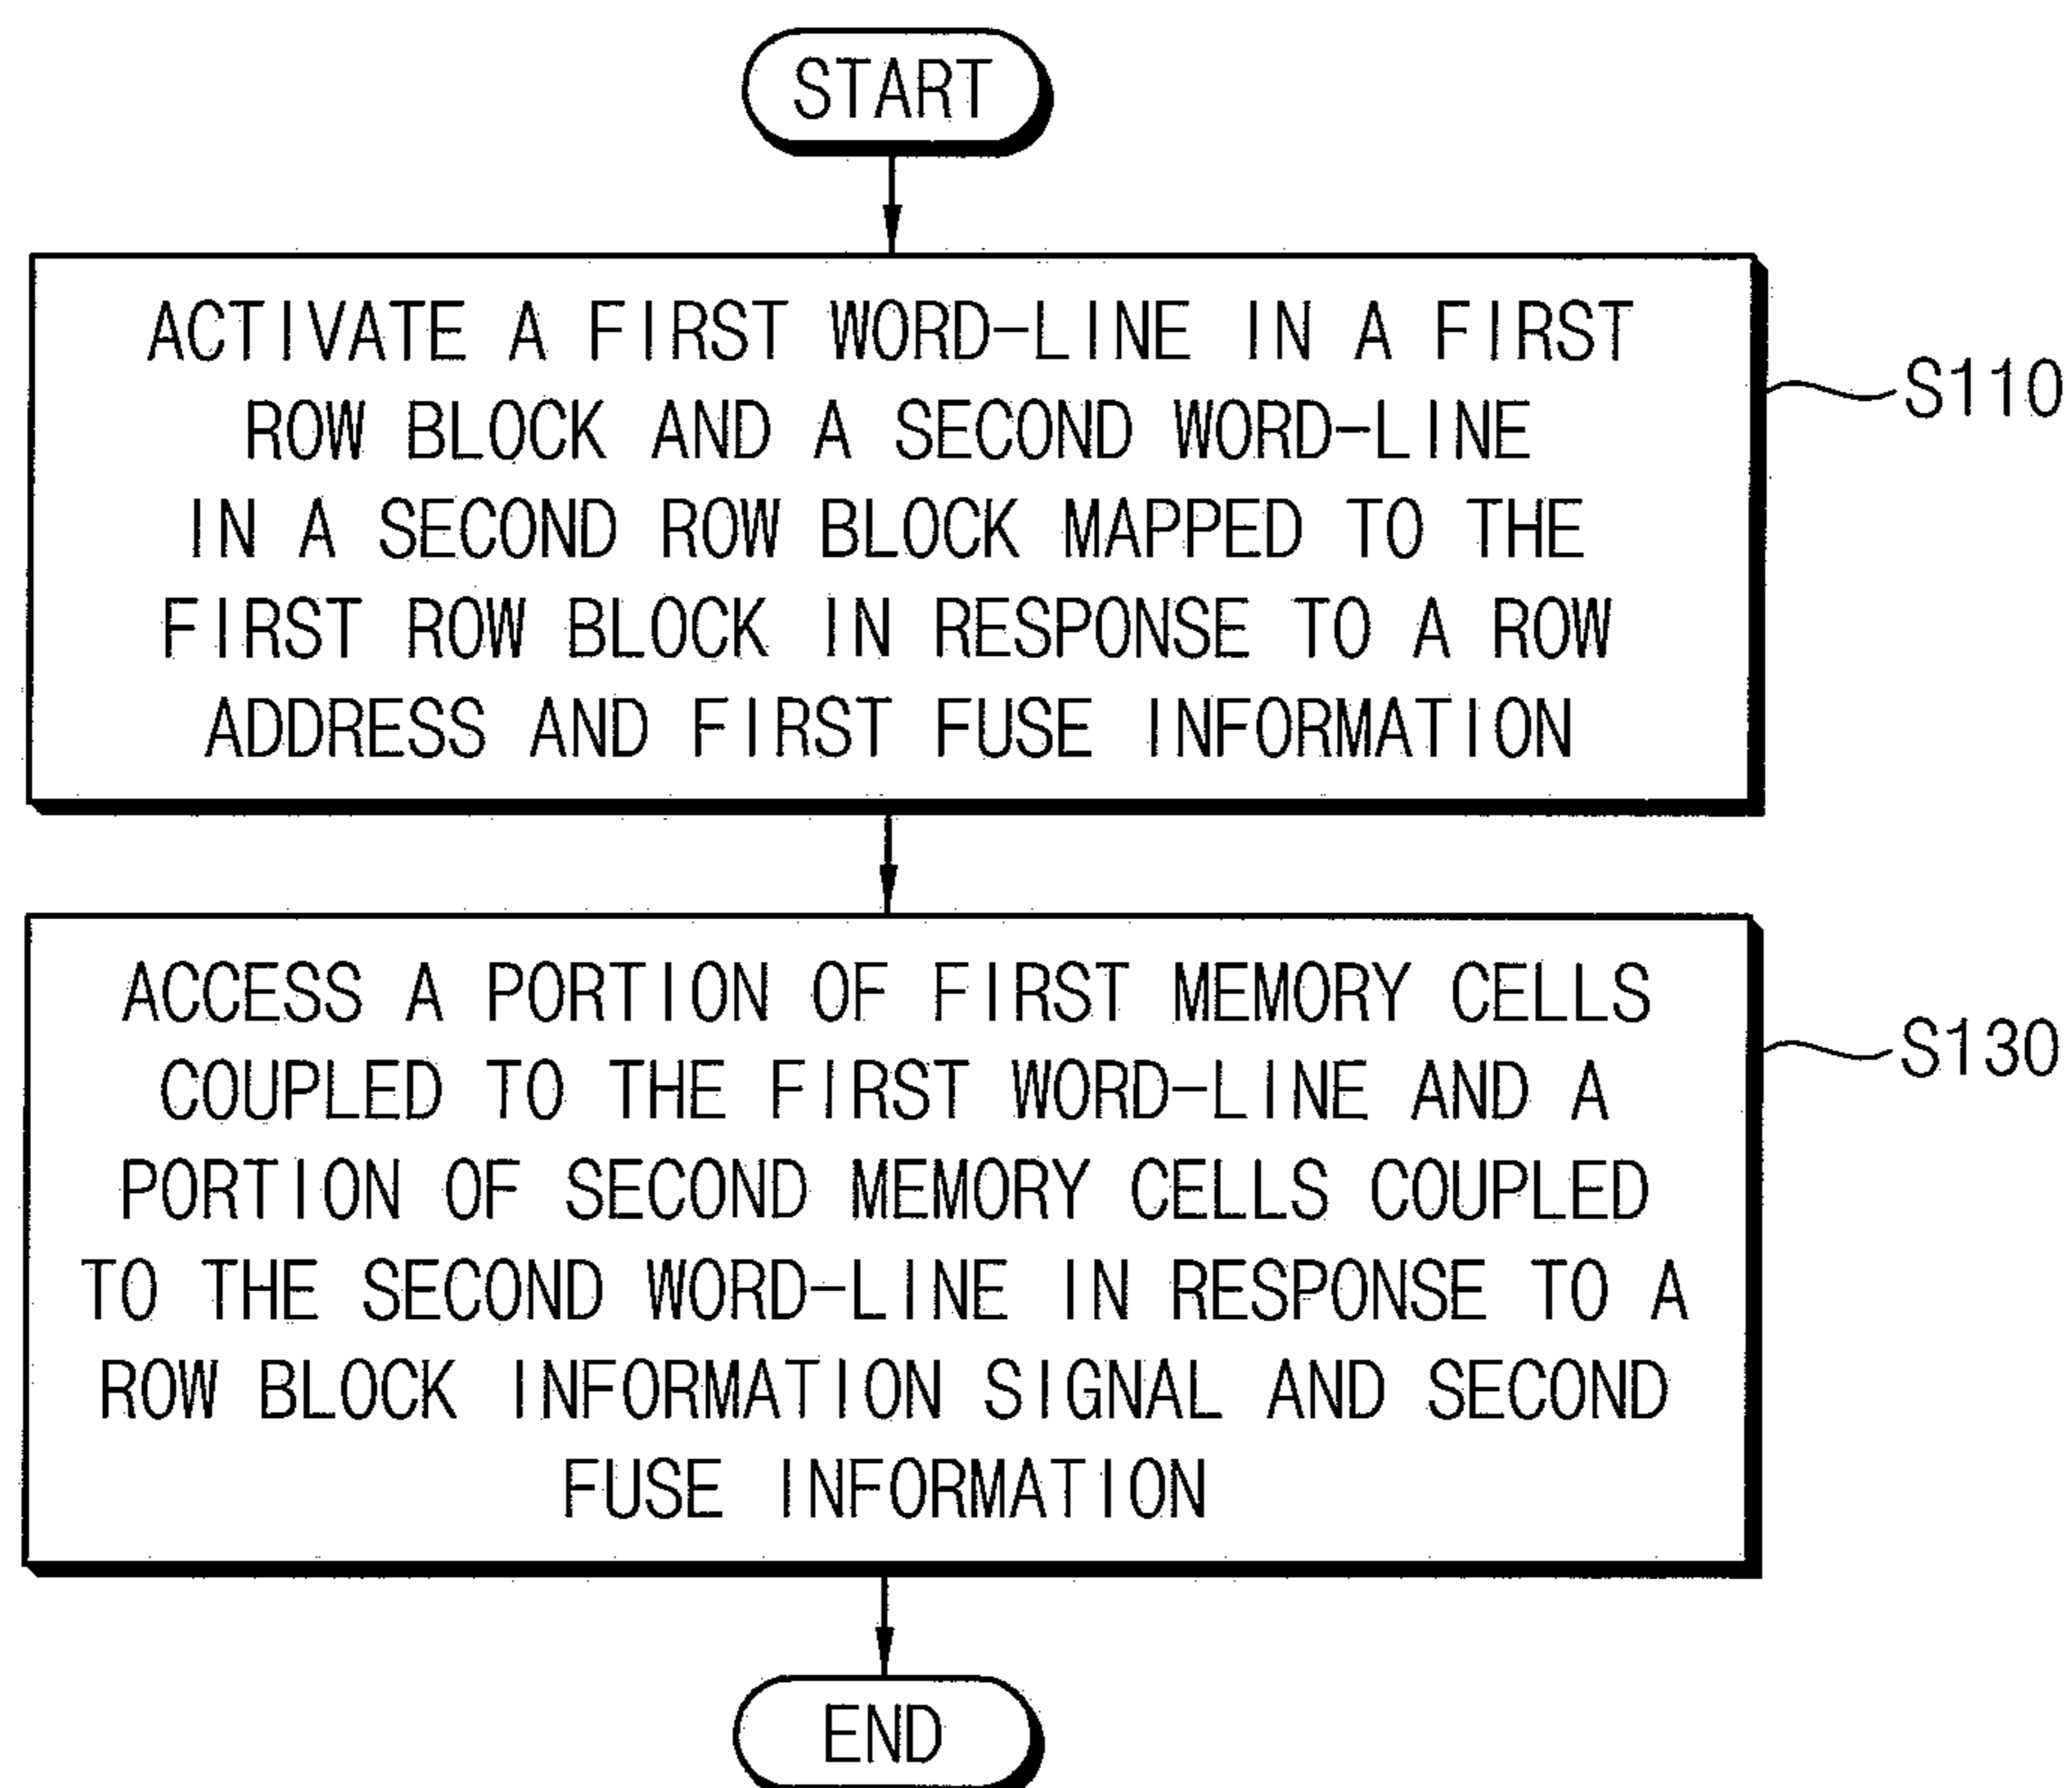 START
ACTIVATE A FIRST WORD-LINE IN A FIRST
ROW BLOCK AND A SECOND WORD-LINE
IN A SECOND ROW BLOCK MAPPED TO THE
FIRST ROW BLOCK IN RESPONSE TO A ROW
ADDRESS AND FIRST FUSE INFORMATION
S110
ACCESS A PORTION OF FIRST MEMORY CELLS
COUPLED TO THE FIRST WORD-LINE AND A
PORTION OF SECOND MEMORY CELLS COUPLED
TO THE SECOND WORD-LINE IN RESPONSE TO A
ROW BLOCK INFORMATION SIGNAL AND SECOND
FUSE INFORMATION
S130
END